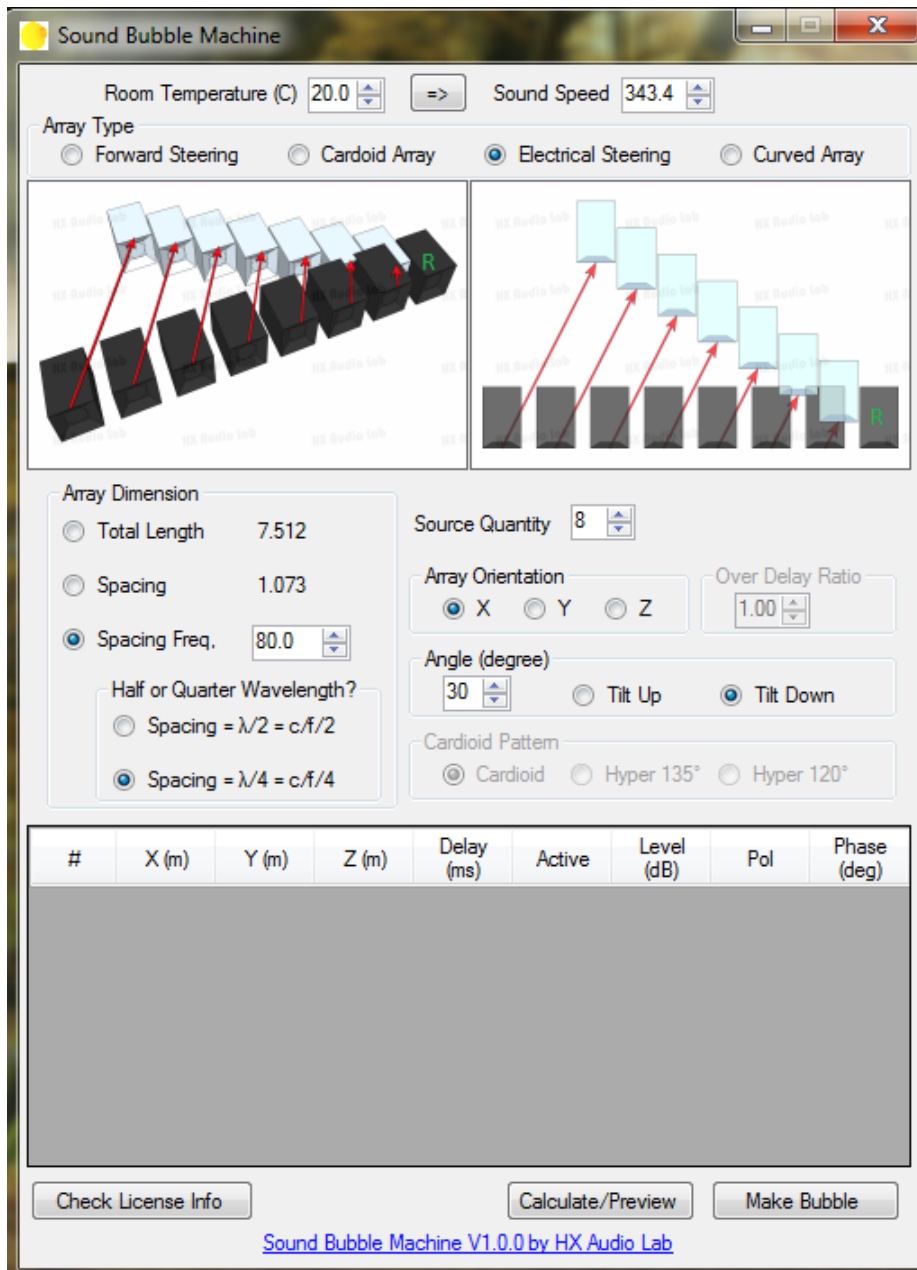 Sound Bubble Machine
Room Temperature (C) 20.0 => Sound Speed 343.4
Array Type
Forward Steering Cardoid Array Electrical Steering Curved Array
HX Audio lab
R
R
Array Dimension
Total Length 7.512
Source Quantity 8
Spacing 1.073
Array Orientation
X Y Z
Over Delay Ratio
1.00
Spacing Freq. 80.0
Angle (degree)
30 Tilt Up Tilt Down
Half or Quarter Wavelength?
Spacing = λ/2 = c/f/2
Spacing = λ/4 = c/f/4
Cardioid Pattern
Cardioid Hyper 135° Hyper 120°
# X (m) Y (m) Z (m) Delay (ms) Active Level (dB) Pol Phase (deg)
Check License Info Calculate/Preview Make Bubble
Sound Bubble Machine V1.0.0 by HX Audio Lab